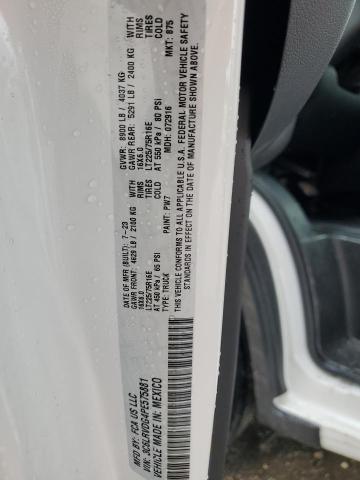 MFD BY: FCA US LLC
VIN: 3C6LRVDG4PE575881
VEHICLE MADE IN: MEXICO
DATE OF MFR (BUILT): 7-23 GVWR: 8900 LB / 4037 KG
GAWR FRONT: 4629 LB / 2100 KG WITH GAWR REAR: 5291 LB / 2400 KG WITH
16X6.0 RIMS 16X6.0 RIMS
LT225/75R16E TIRES LT225/75R16E TIRES
AT 450 kPa / 65 PSI COLD AT 550 kPa / 80 PSI COLD
TYPE: TRUCK PAINT: PW7 MDH: 072916 MKT: 875
THIS VEHICLE CONFORMS TO ALL APPLICABLE U.S.A. FEDERAL MOTOR VEHICLE SAFETY
STANDARDS IN EFFECT ON THE DATE OF MANUFACTURE SHOWN ABOVE.